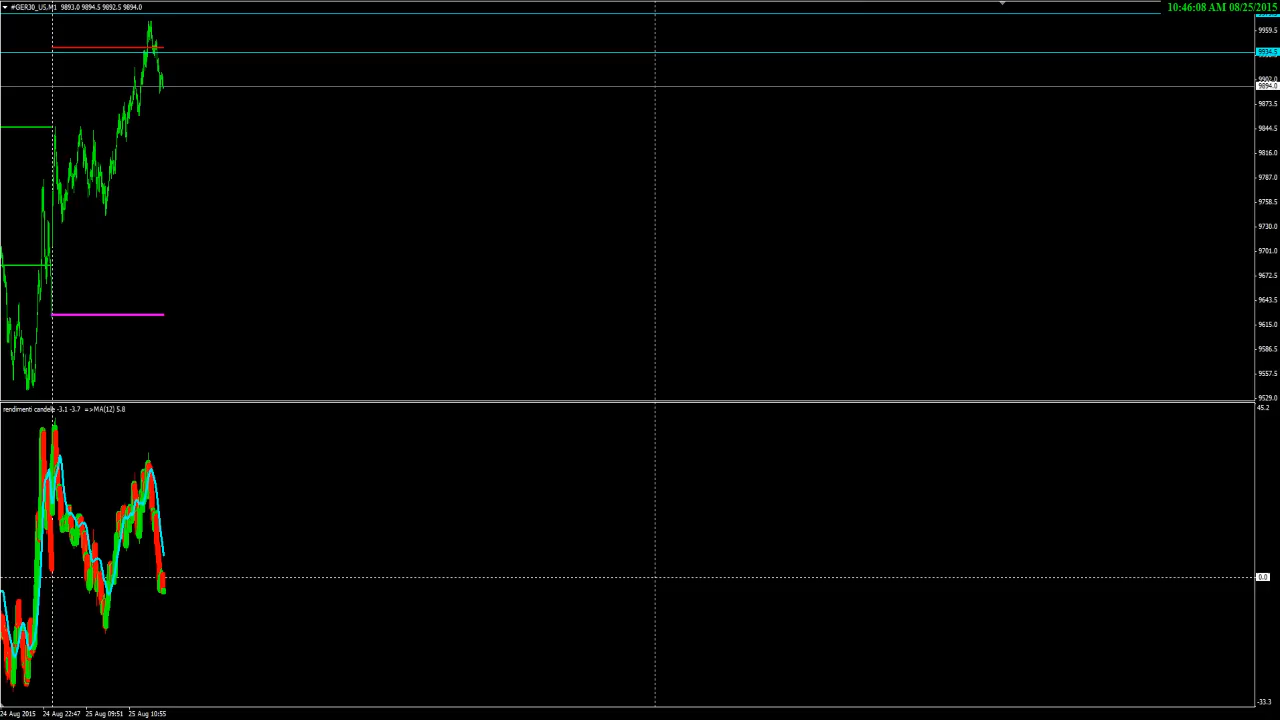 #GER30_US,M1 9893.0 9894.5 9892.5 9894.0
10:46:08 AM 08/25/2015
9959.5
9934.5
9902.0
9894.0
9873.5
9844.5
9816.0
9787.0
9758.5
9730.0
9701.0
9672.5
9643.5
9615.0
9586.5
9557.5
9529.0
rendimenti candele -3.1 -3.7 =>MA(12) 5.8
45.2
0.0
-33.3
24 Aug 2015
24 Aug 22:47
25 Aug 09:51
25 Aug 10:55